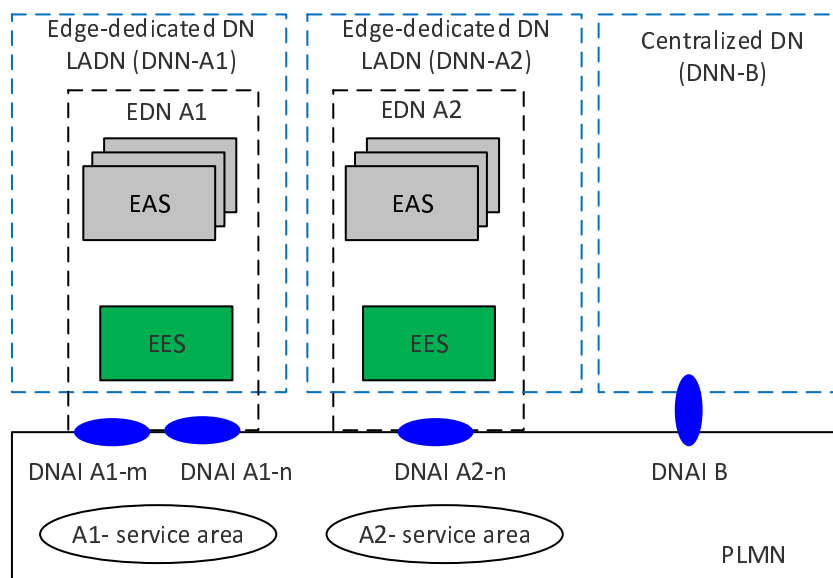 Edge-dedicated DN
LADN (DNN-A1)
Edge-dedicated DN
LADN (DNN-A2)
Centralized DN
(DNN-B)
EDN A1
EDN A2
EAS
EAS
EES
EES
DNAI A1-m
DNAI A1-n
DNAI A2-n
DNAI B
A1- service area
A2- service area
PLMN